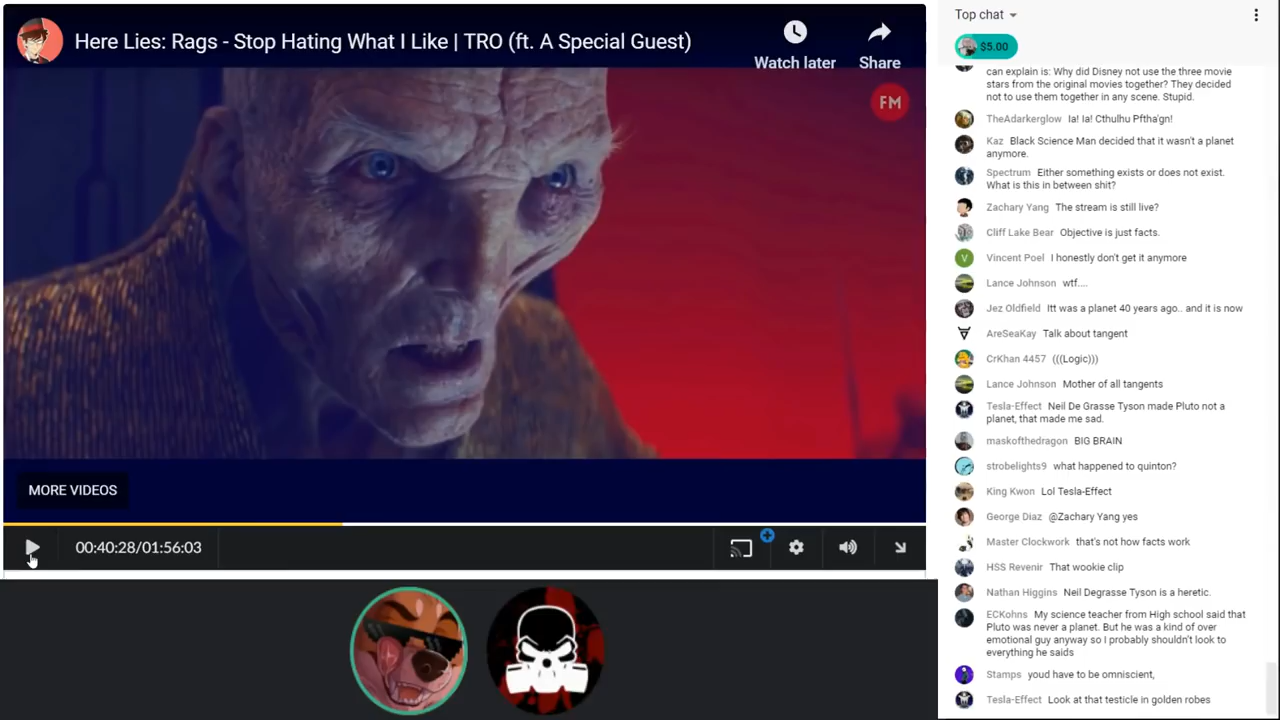 Here Lies: Rags - Stop Hating What I Like | TRO (ft. A Special Guest)
Watch later
Share
FM
MORE VIDEOS
00:40:28/01:56:03
Top chat
$5.00
can explain is: Why did Disney not use the three movie
stars from the original movies together? They decided
not to use them together in any scene. Stupid.
TheAdarkerglow Ia! Ia! Cthulhu Pftha'gn!
Kaz Black Science Man decided that it wasn't a planet
anymore.
Spectrum Either something exists or does not exist.
What is this in between shit?
Zachary Yang The stream is still live?
Cliff Lake Bear Objective is just facts.
V
Vincent Poel I honestly don't get it anymore
Lance Johnson wtf....
Jez Oldfield Itt was a planet 40 years ago.. and it is now
AreSeaKay Talk about tangent
CrKhan 4457 (((Logic)))
Lance Johnson Mother of all tangents
Tesla-Effect Neil De Grasse Tyson made Pluto not a
planet, that made me sad.
maskofthedragon BIG BRAIN
strobelights9 what happened to quinton?
King Kwon Lol Tesla-Effect
George Diaz @Zachary Yang yes
Master Clockwork that's not how facts work
HSS Revenir That wookie clip
Nathan Higgins Neil Degrasse Tyson is a heretic.
ECKohns My science teacher from High school said that
Pluto was never a planet. But he was a kind of over
emotional guy anyway so I probably shouldn't look to
everything he saids
Stamps youd have to be omniscient,
Tesla-Effect Look at that testicle in golden robes